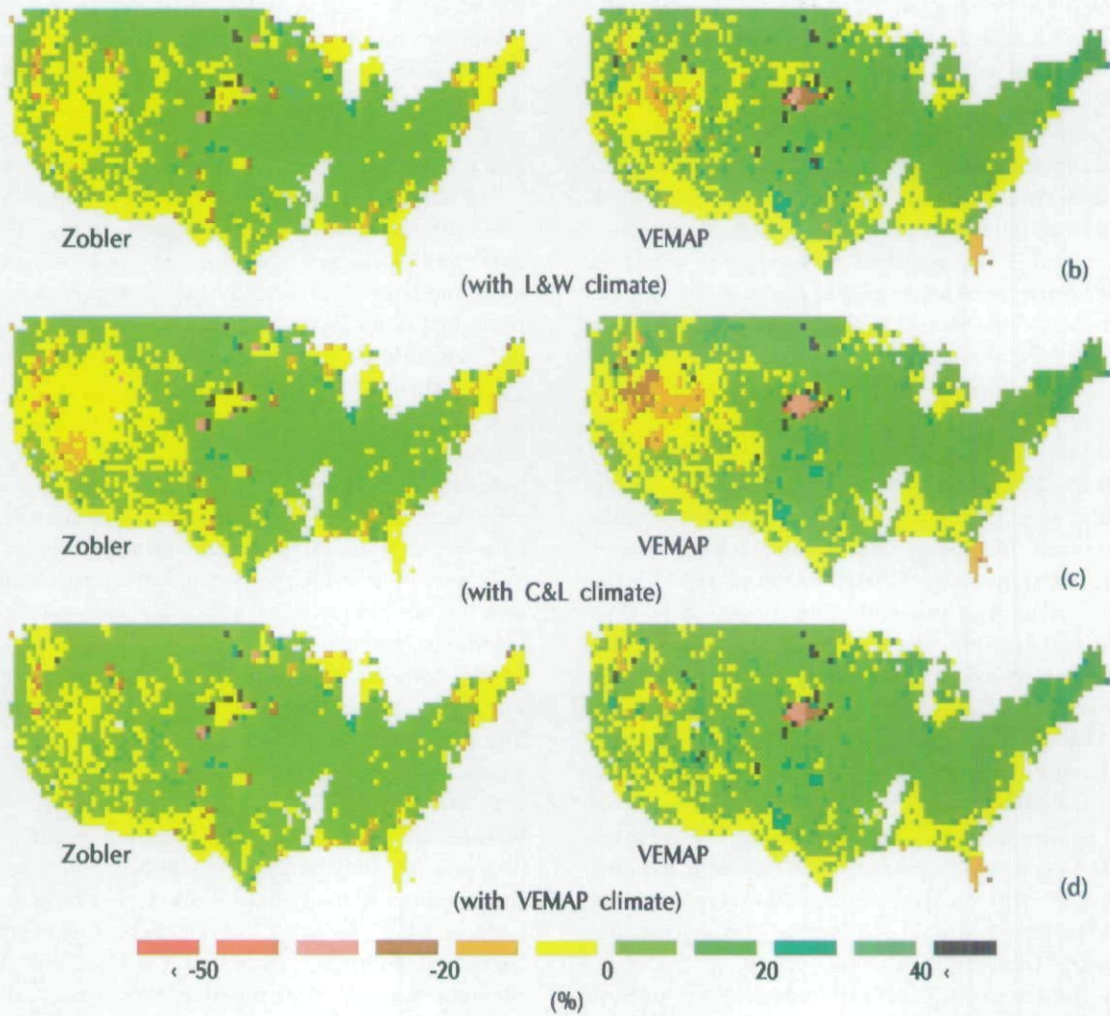 Zobler
VEMAP
(with L&W climate)
(b)
Zobler
VEMAP
(with C&L climate)
(c)
Zobler
VEMAP
(with VEMAP climate)
(d)
‹ -50 -20 0 20 40 ‹
(%)